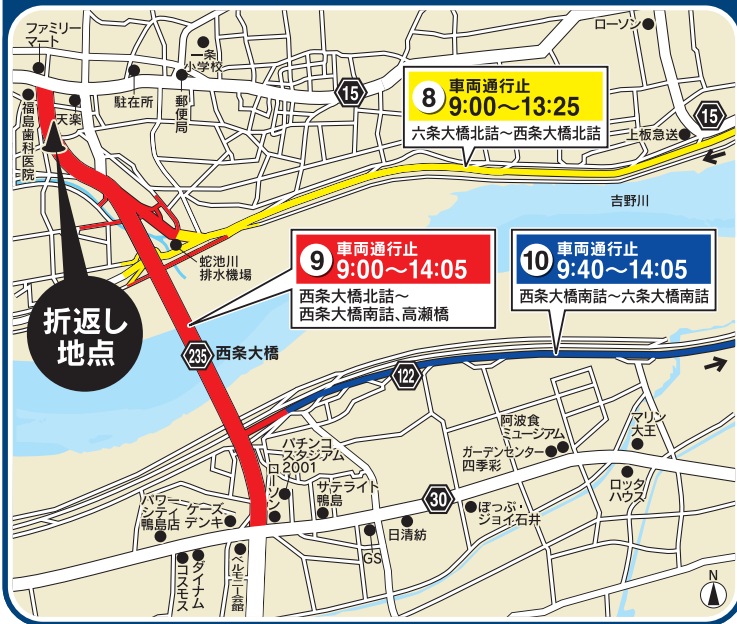 ファミリー
マート
一条
小学校
ローソン
駐在所
郵便局
天楽
福島歯科医院
15
8 車両通行止
9:00～13:25
六条大橋北詰～西条大橋北詰
15
上板急送
吉野川
蛇池川
排水機場
折返し
地点
9 車両通行止
9:00～14:05
西条大橋北詰～
西条大橋南詰、高瀬橋
10 車両通行止
9:40～14:05
西条大橋南詰～六条大橋南詰
235
西条大橋
122
阿波食
ミュージアム
ガーデンセンター
四季彩
マリン
大王
ロッタ
ハウス
パチンコ
スタジアム
2001
ローソン
サテライト
鴨島
30
ぽっぷ・
ジョイ石井
日清紡
GS
パワー
シティ
鴨島店
ケーズ
デンキ
コスモス
ダイナム
ベルモニー会館
N